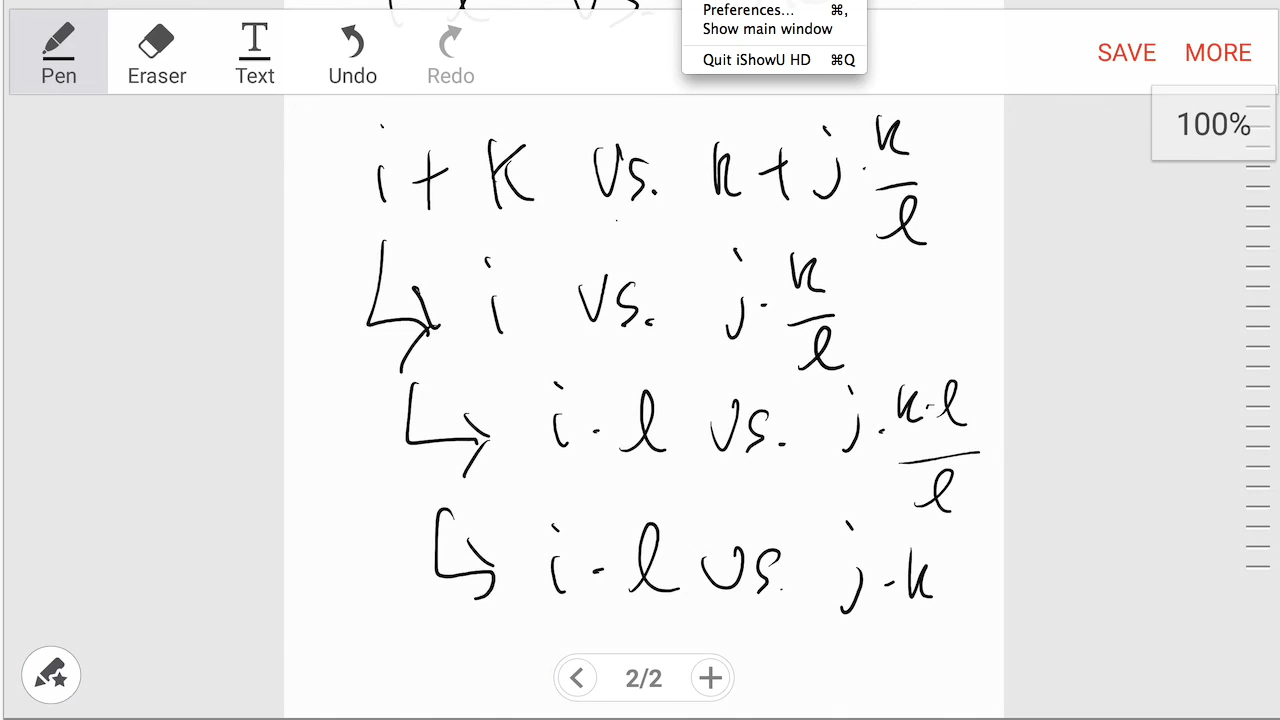 Preferences... ⌘,
Show main window
Quit iShowU HD ⌘Q
Pen Eraser Text Undo Redo
SAVE MORE
100%
i + k vs. k + j · k/l
i vs. j · k/l
i · l vs. j · k·l/l
i · l vs. j · k
2/2